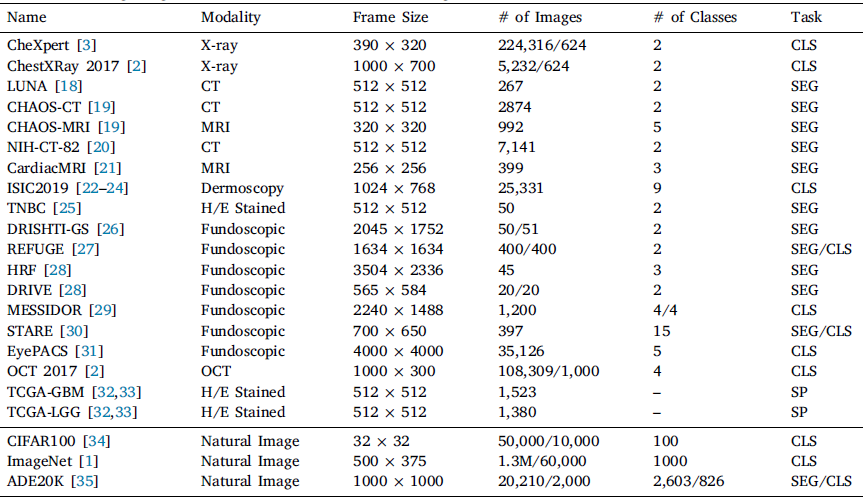 Name Modality Frame Size # of Images # of Classes Task
CheXpert [3] X-ray 390 × 320 224,316/624 2 CLS
ChestXRay 2017 [2] X-ray 1000 × 700 5,232/624 2 CLS
LUNA [18] CT 512 × 512 267 2 SEG
CHAOS-CT [19] CT 512 × 512 2874 2 SEG
CHAOS-MRI [19] MRI 320 × 320 992 5 SEG
NIH-CT-82 [20] CT 512 × 512 7,141 2 SEG
CardiacMRI [21] MRI 256 × 256 399 3 SEG
ISIC2019 [22–24] Dermoscopy 1024 × 768 25,331 9 CLS
TNBC [25] H/E Stained 512 × 512 50 2 SEG
DRISHTI-GS [26] Fundoscopic 2045 × 1752 50/51 2 SEG
REFUGE [27] Fundoscopic 1634 × 1634 400/400 2 SEG/CLS
HRF [28] Fundoscopic 3504 × 2336 45 3 SEG
DRIVE [28] Fundoscopic 565 × 584 20/20 2 SEG
MESSIDOR [29] Fundoscopic 2240 × 1488 1,200 4/4 CLS
STARE [30] Fundoscopic 700 × 650 397 15 SEG/CLS
EyePACS [31] Fundoscopic 4000 × 4000 35,126 5 CLS
OCT 2017 [2] OCT 1000 × 300 108,309/1,000 4 CLS
TCGA-GBM [32,33] H/E Stained 512 × 512 1,523 – SP
TCGA-LGG [32,33] H/E Stained 512 × 512 1,380 – SP
CIFAR100 [34] Natural Image 32 × 32 50,000/10,000 100 CLS
ImageNet [1] Natural Image 500 × 375 1.3M/60,000 1000 CLS
ADE20K [35] Natural Image 1000 × 1000 20,210/2,000 2,603/826 SEG/CLS